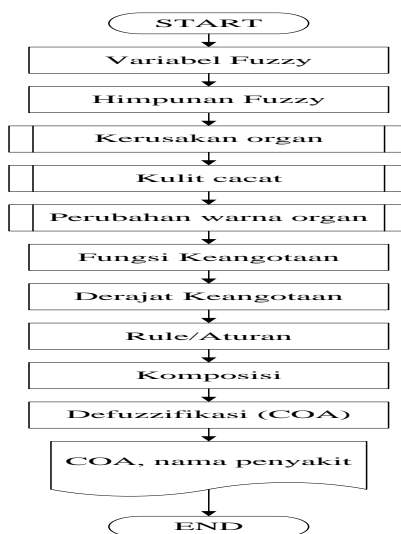 START
Variabel Fuzzy
Himpunan Fuzzy
Kerusakan organ
Kulit cacat
Perubahan warna organ
Fungsi Keangotaan
Derajat Keangotaan
Rule/Aturan
Komposisi
Defuzzifikasi (COA)
COA, nama penyakit
END